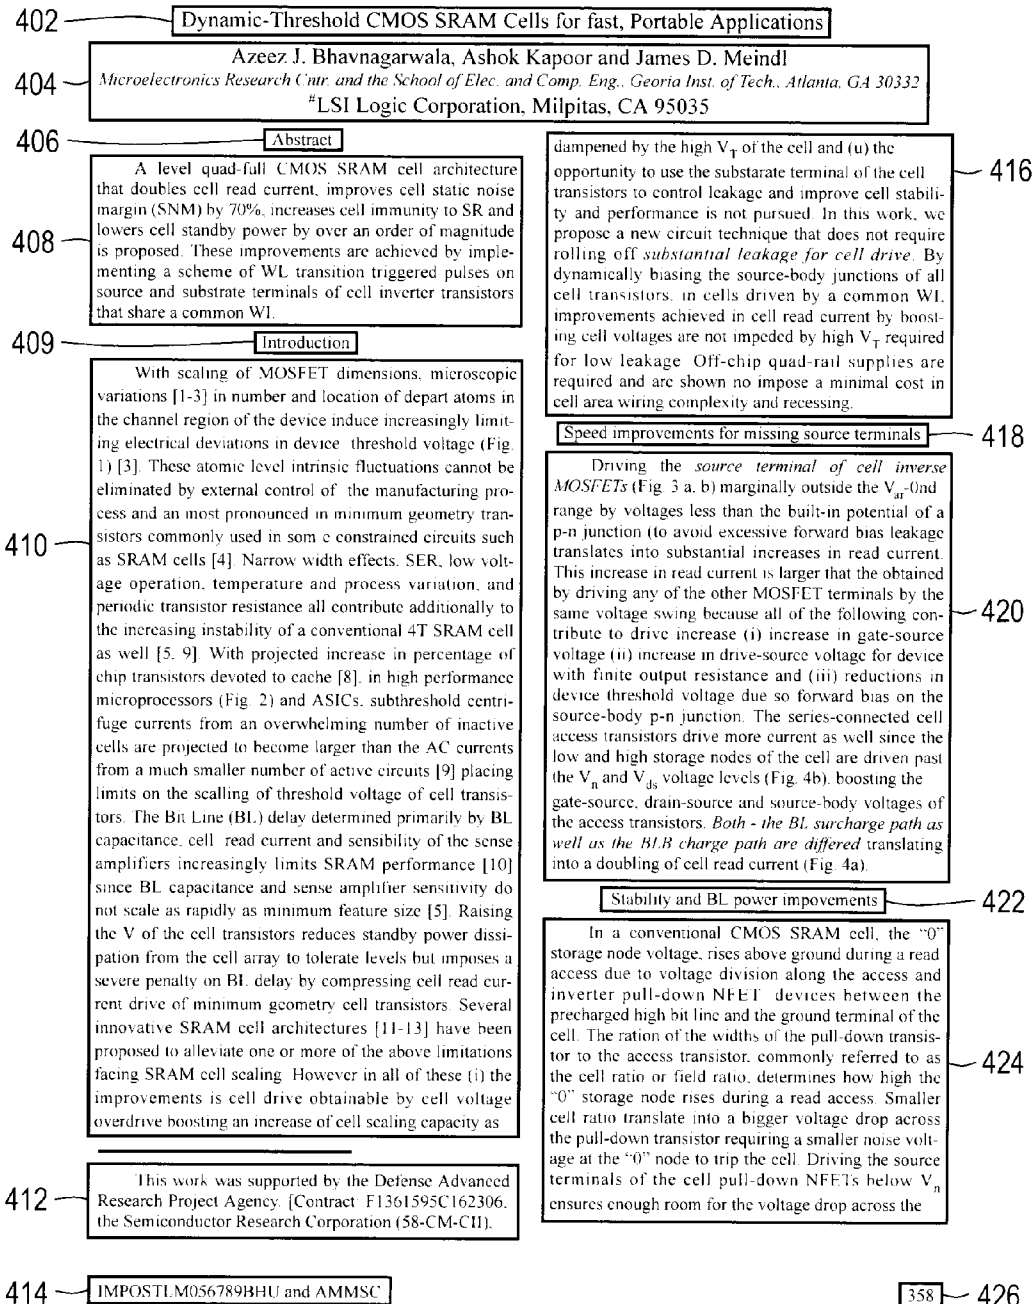 402
Dynamic-Threshold CMOS SRAM Cells for fast, Portable Applications
404
Azeez J. Bhavnagarwala, Ashok Kapoor and James D. Meindl
Microelectronics Research Cntr. and the School of Elec. and Comp. Eng., Georia Inst. of Tech., Atlanta, GA 30332
#LSI Logic Corporation, Milpitas, CA 95035
406
Abstract
408
A level quad-full CMOS SRAM cell architecture
that doubles cell read current, improves cell static noise
margin (SNM) by 70%, increases cell immunity to SR and
lowers cell standby power by over an order of magnitude
is proposed. These improvements are achieved by imple-
menting a scheme of WL transition triggered pulses on
source and substrate terminals of cell inverter transistors
that share a common WI.
409
Introduction
410
With scaling of MOSFET dimensions, microscopic
variations [1-3] in number and location of depart atoms in
the channel region of the device induce increasingly limit-
ing electrical deviations in device threshold voltage (Fig.
1) [3]. These atomic level intrinsic fluctuations cannot be
eliminated by external control of the manufacturing pro-
cess and an most pronounced in minimum geometry tran-
sistors commonly used in som e constrained circuits such
as SRAM cells [4]. Narrow width effects, SER, low volt-
age operation, temperature and process variation, and
periodic transistor resistance all contribute additionally to
the increasing instability of a conventional 4T SRAM cell
as well [5, 9]. With projected increase in percentage of
chip transistors devoted to cache [8], in high performance
microprocessors (Fig. 2) and ASICs, subthreshold centri-
fuge currents from an overwhelming number of inactive
cells are projected to become larger than the AC currents
from a much smaller number of active circuits [9] placing
limits on the scalling of threshold voltage of cell transis-
tors. The Bit Line (BL) delay determined primarily by BL
capacitance, cell read current and sensibility of the sense
amplifiers increasingly limits SRAM performance [10]
since BL capacitance and sense amplifier sensitivity do
not scale as rapidly as minimum feature size [5]. Raising
the V of the cell transistors reduces standby power dissi-
pation from the cell array to tolerate levels but imposes a
severe penalty on BL delay by compressing cell read cur-
rent drive of minimum geometry cell transistors. Several
innovative SRAM cell architectures [11-13] have been
proposed to alleviate one or more of the above limitations
facing SRAM cell scaling. However in all of these (i) the
improvements is cell drive obtainable by cell voltage
overdrive boosting an increase of cell scaling capacity as
412
This work was supported by the Defense Advanced
Research Project Agency. [Contract F1361595C162306,
the Semiconductor Research Corporation (58-CM-CII).
414
IMPOSTLM056789BHU and AMMSC
416
dampened by the high VT of the cell and (u) the
opportunity to use the substarate terminal of the cell
transistors to control leakage and improve cell stabili-
ty and performance is not pursued. In this work, we
propose a new circuit technique that does not require
rolling off substantial leakage for cell drive. By
dynamically biasing the source-body junctions of all
cell transistors, in cells driven by a common WI,
improvements achieved in cell read current by boost-
ing cell voltages are not impeded by high VT required
for low leakage Off-chip quad-rail supplies are
required and are shown no impose a minimal cost in
cell area wiring complexity and recessing.
418
Speed improvements for missing source terminals
420
Driving the source terminal of cell inverse
MOSFETs (Fig. 3 a, b) marginally outside the Var-0nd
range by voltages less than the built-in potential of a
p-n junction (to avoid excessive forward bias leakage
translates into substantial increases in read current.
This increase in read current is larger that the obtained
by driving any of the other MOSFET terminals by the
same voltage swing because all of the following con-
tribute to drive increase (i) increase in gate-source
voltage (ii) increase in drive-source voltage for device
with finite output resistance and (iii) reductions in
device threshold voltage due so forward bias on the
source-body p-n junction. The series-connected cell
access transistors drive more current as well since the
low and high storage nodes of the cell are driven past
the Vn and Vds voltage levels (Fig. 4b), boosting the
gate-source, drain-source and source-body voltages of
the access transistors. Both - the BL surcharge path as
well as the BLB charge path are differed translating
into a doubling of cell read current (Fig. 4a).
422
Stability and BL power impovements
424
In a conventional CMOS SRAM cell, the “0”
storage node voltage, rises above ground during a read
access due to voltage division along the access and
inverter pull-down NFET devices between the
precharged high bit line and the ground terminal of the
cell. The ration of the widths of the pull-down transis-
tor to the access transistor, commonly referred to as
the cell ratio or field ratio, determines how high the
“0” storage node rises during a read access. Smaller
cell ratio translate into a bigger voltage drop across
the pull-down transistor requiring a smaller noise volt-
age at the “0” node to trip the cell. Driving the source
terminals of the cell pull-down NFETs below Vn
ensures enough room for the voltage drop across the
358
426